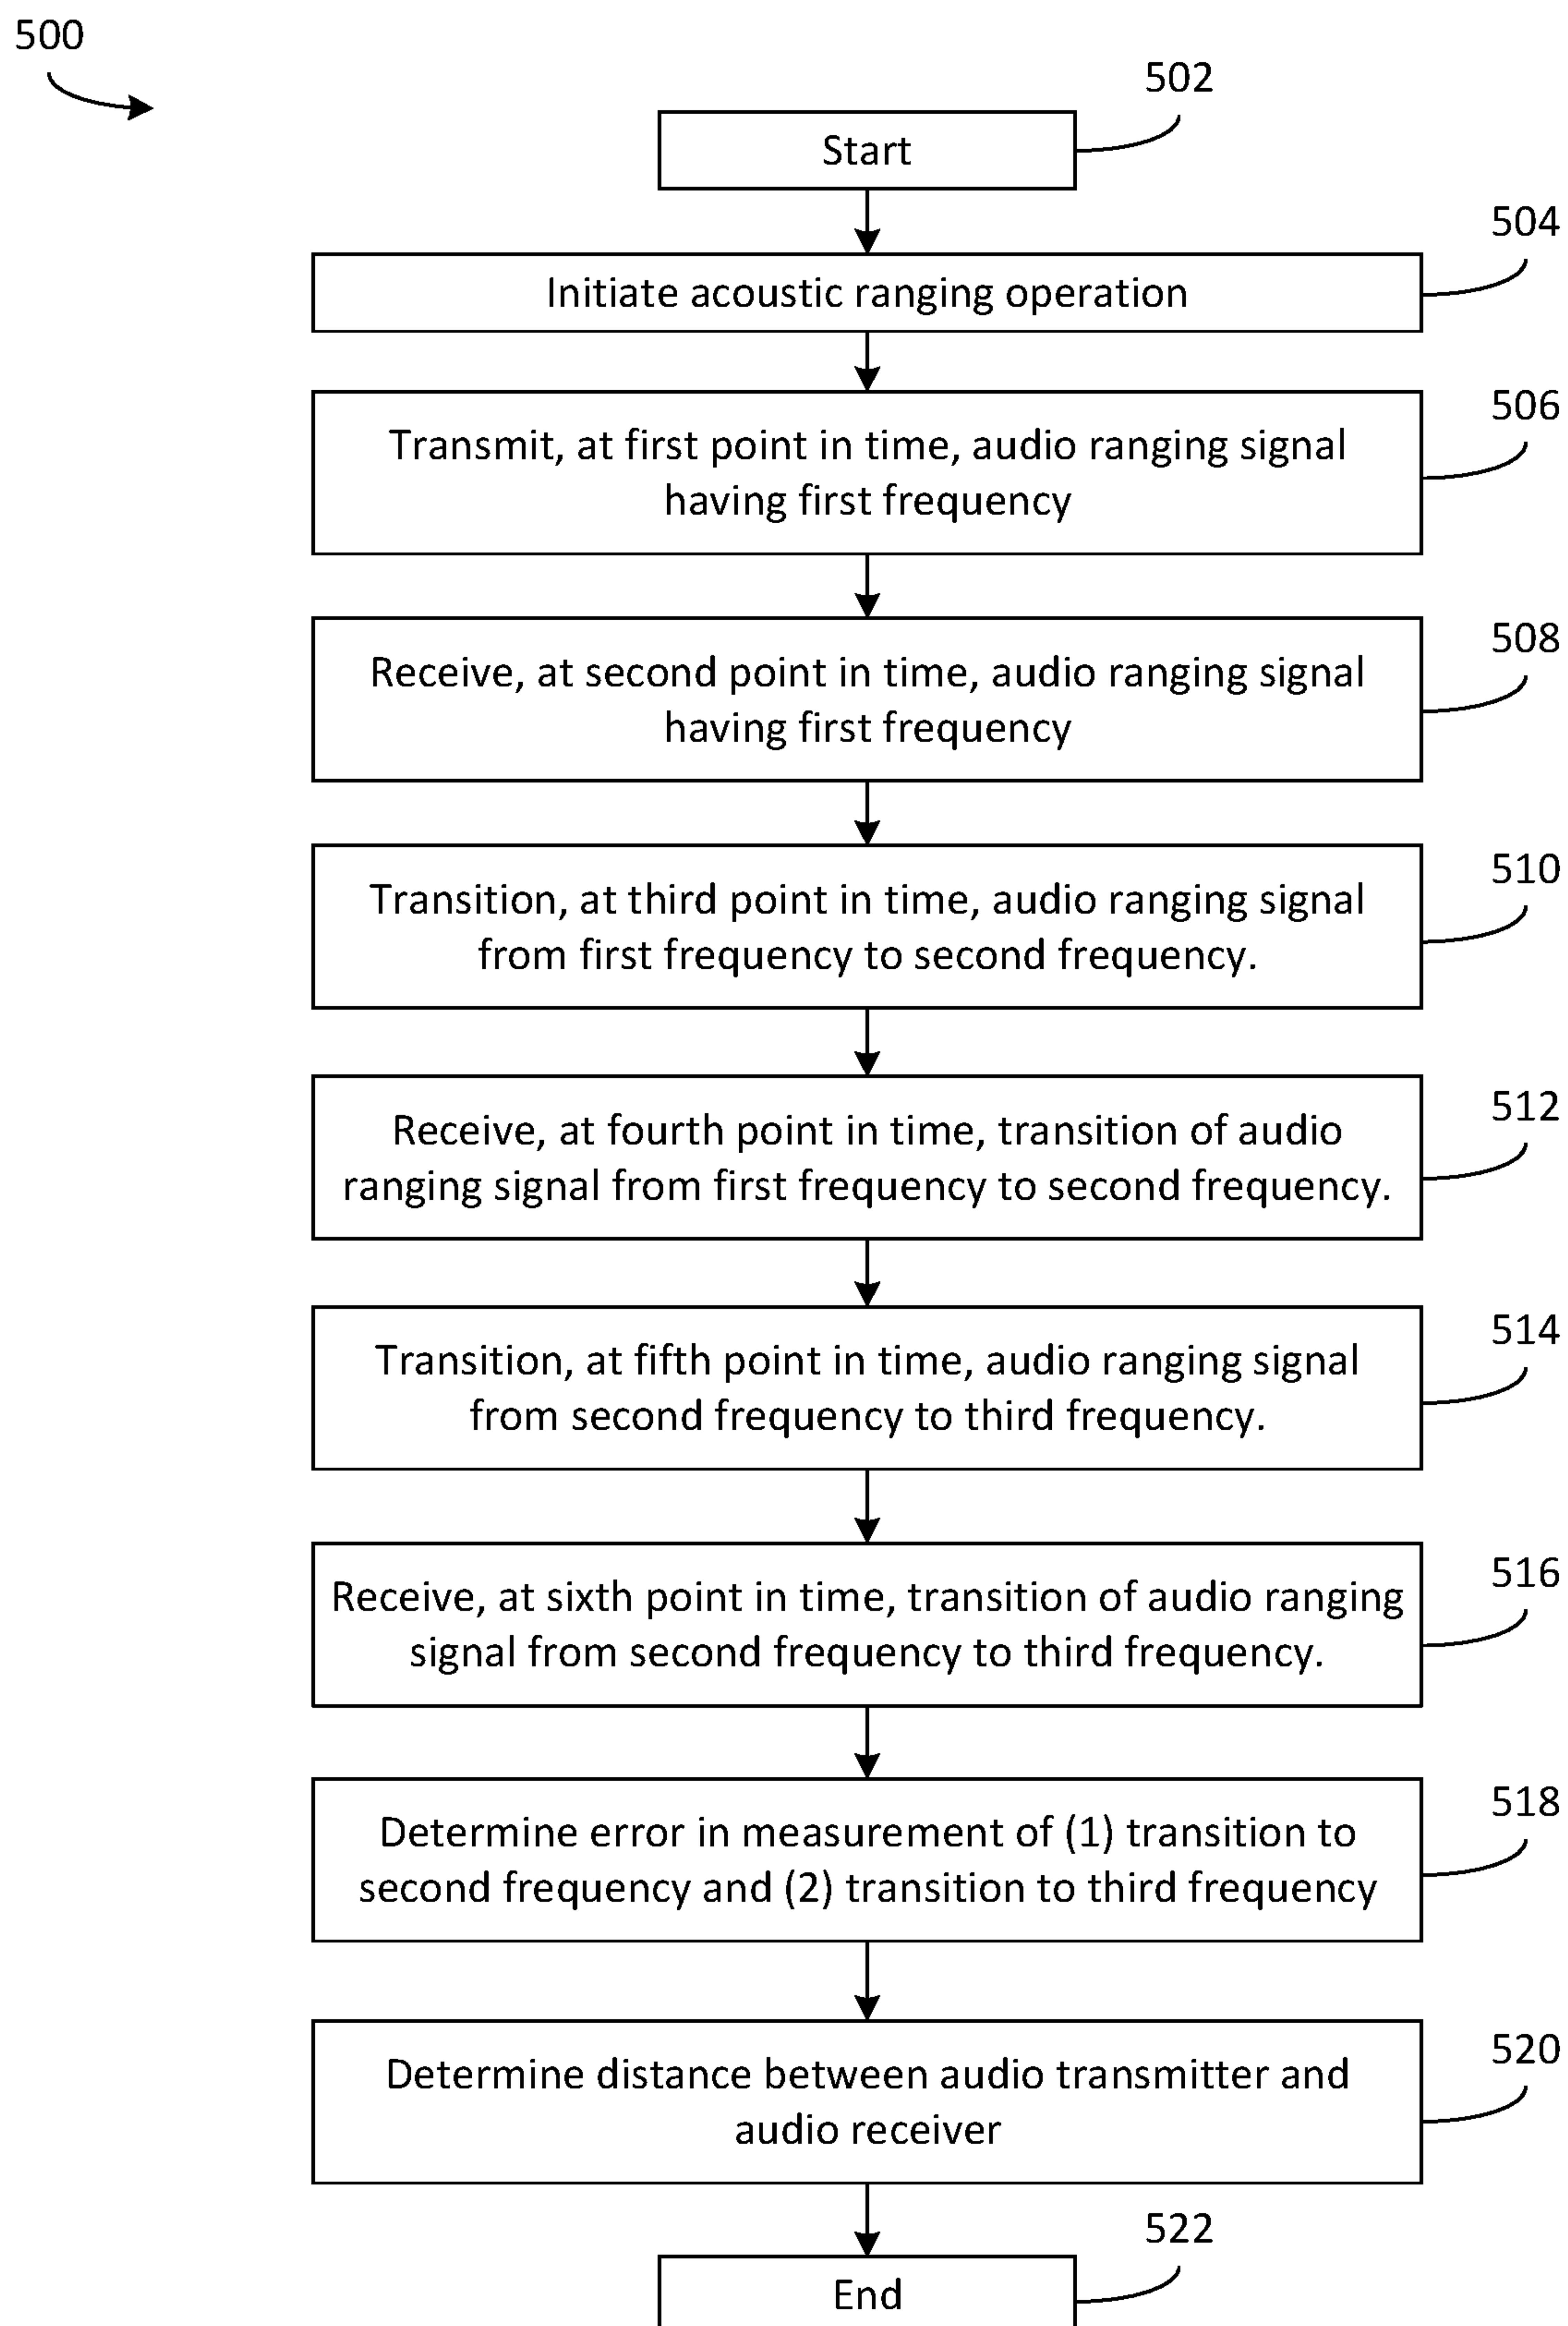 500
502
Start
504
Initiate acoustic ranging operation
506
Transmit, at first point in time, audio ranging signal
having first frequency
508
Receive, at second point in time, audio ranging signal
having first frequency
510
Transition, at third point in time, audio ranging signal
from first frequency to second frequency.
512
Receive, at fourth point in time, transition of audio
ranging signal from first frequency to second frequency.
514
Transition, at fifth point in time, audio ranging signal
from second frequency to third frequency.
516
Receive, at sixth point in time, transition of audio ranging
signal from second frequency to third frequency.
518
Determine error in measurement of (1) transition to
second frequency and (2) transition to third frequency
520
Determine distance between audio transmitter and
audio receiver
522
End